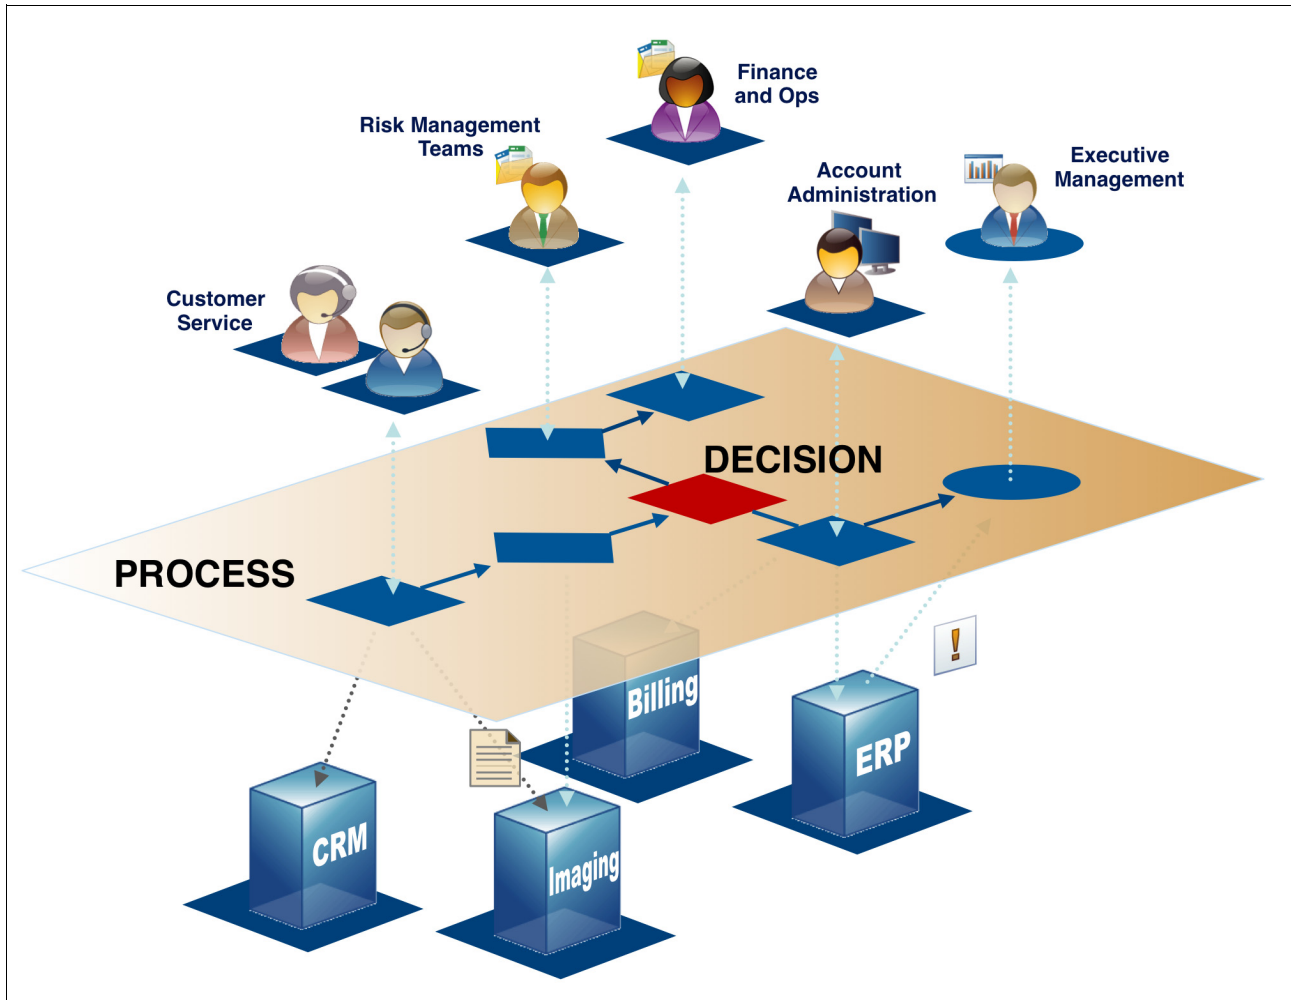 Finance
and Ops
Risk Management
Teams
Executive
Management
Account
Administration
Customer
Service
DECISION
PROCESS
Billing
ERP
!
CRM
Imaging